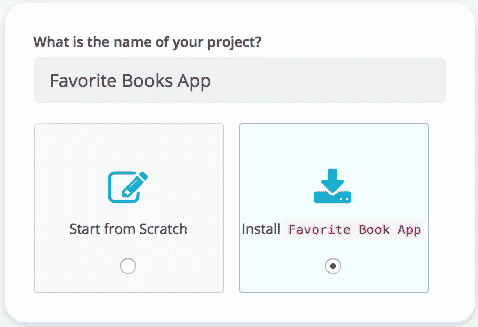 What is the name of your project?
Favorite Books App
Start from Scratch
Install Favorite Book App